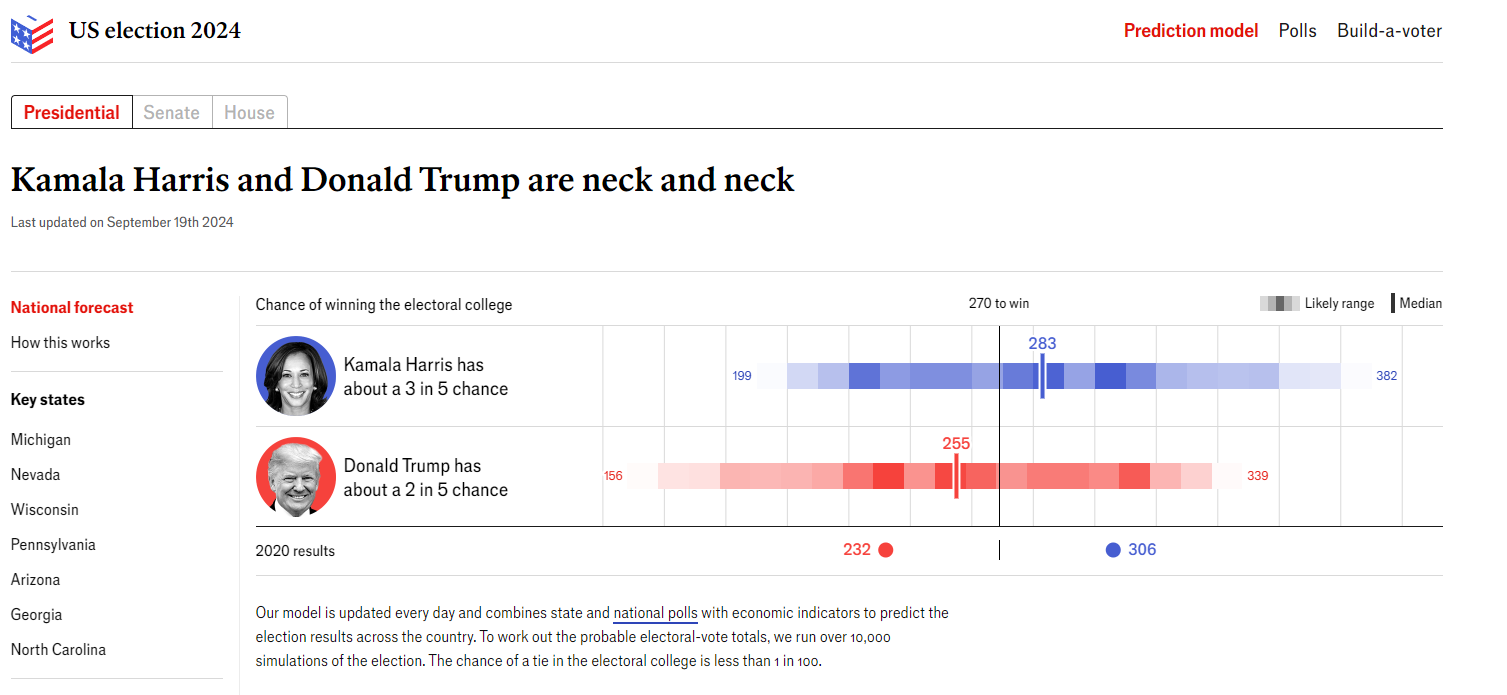 US election 2024
Prediction model
Polls
Build-a-voter
Presidential
Senate
House
Kamala Harris and Donald Trump are neck and neck
Last updated on September 19th 2024
National forecast
How this works
Key states
Michigan
Nevada
Wisconsin
Pennsylvania
Arizona
Georgia
North Carolina
Chance of winning the electoral college
270 to win
Likely range
Median
Kamala Harris has
about a 3 in 5 chance
199
283
382
Donald Trump has
about a 2 in 5 chance
156
255
339
2020 results
232
306
Our model is updated every day and combines state and national polls with economic indicators to predict the
election results across the country. To work out the probable electoral-vote totals, we run over 10,000
simulations of the election. The chance of a tie in the electoral college is less than 1 in 100.